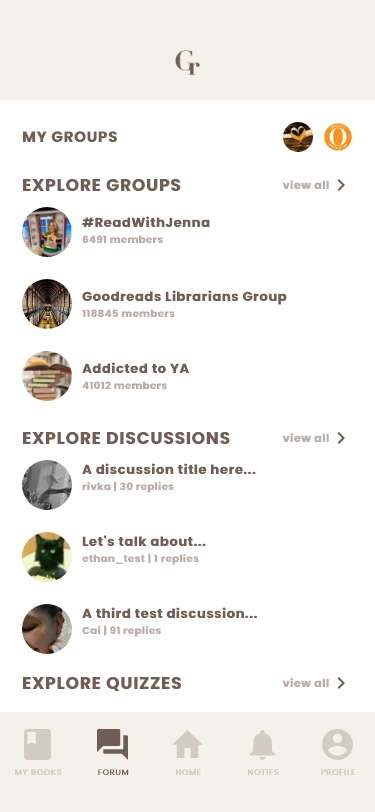 Gr
MY GROUPS
EXPLORE GROUPS
view all
#ReadWithJenna
6491 members
Goodreads Librarians Group
118845 members
Addicted to YA
41012 members
EXPLORE DISCUSSIONS
view all
A discussion title here...
rivka | 30 replies
Let's talk about...
ethan_test | 1 replies
A third test discussion...
Cai | 91 replies
EXPLORE QUIZZES
view all
MY BOOKS
FORUM
HOME
NOTIFS
PROFILE